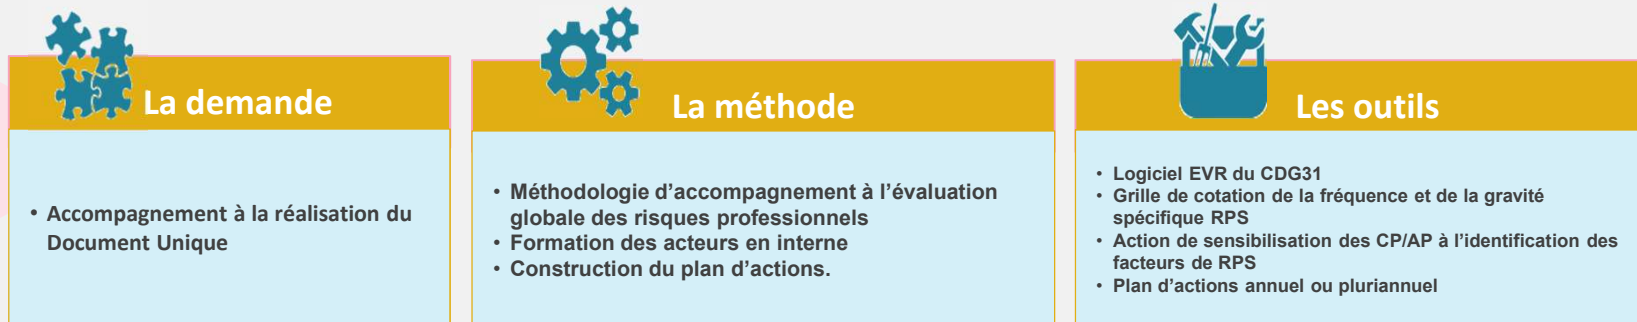 La demande
• Accompagnement à la réalisation du
Document Unique
La méthode
• Méthodologie d’accompagnement à l’évaluation
globale des risques professionnels
• Formation des acteurs en interne
• Construction du plan d’actions.
Les outils
• Logiciel EVR du CDG31
• Grille de cotation de la fréquence et de la gravité
spécifique RPS
• Action de sensibilisation des CP/AP à l’identification des
facteurs de RPS
• Plan d’actions annuel ou pluriannuel